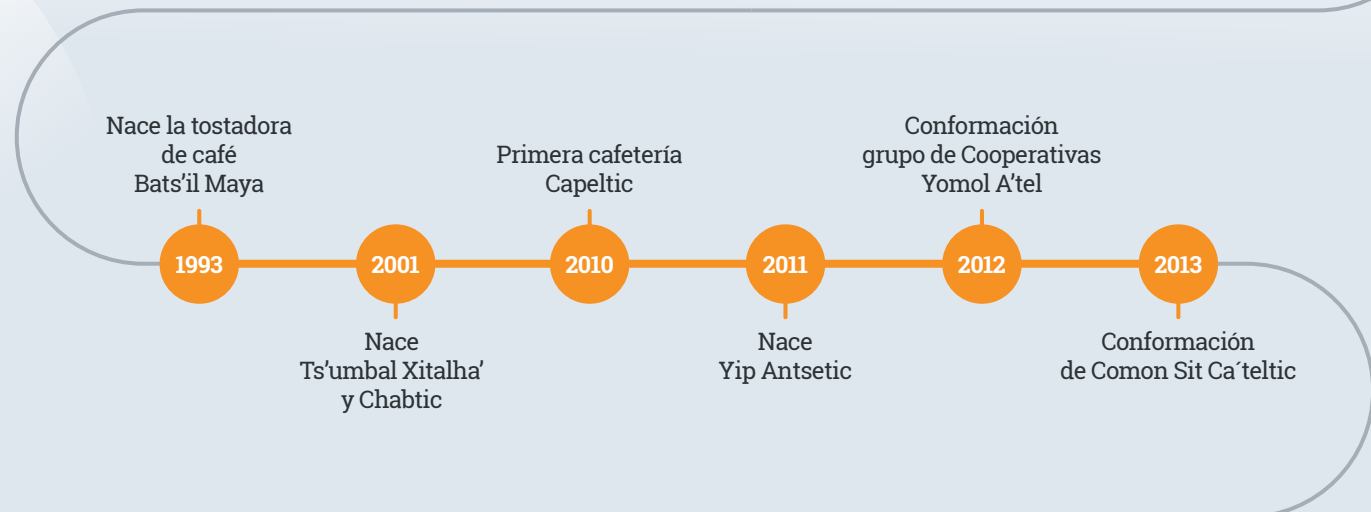 Nace la tostadora
de café
Bats’il Maya
1993
Nace
Ts’umbal Xitalha’
y Chabtic
2001
Primera cafetería
Capeltic
2010
Nace
Yip Antsetic
2011
Conformación
grupo de Cooperativas
Yomol A’tel
2012
Conformación
de Comon Sit Ca´teltic
2013